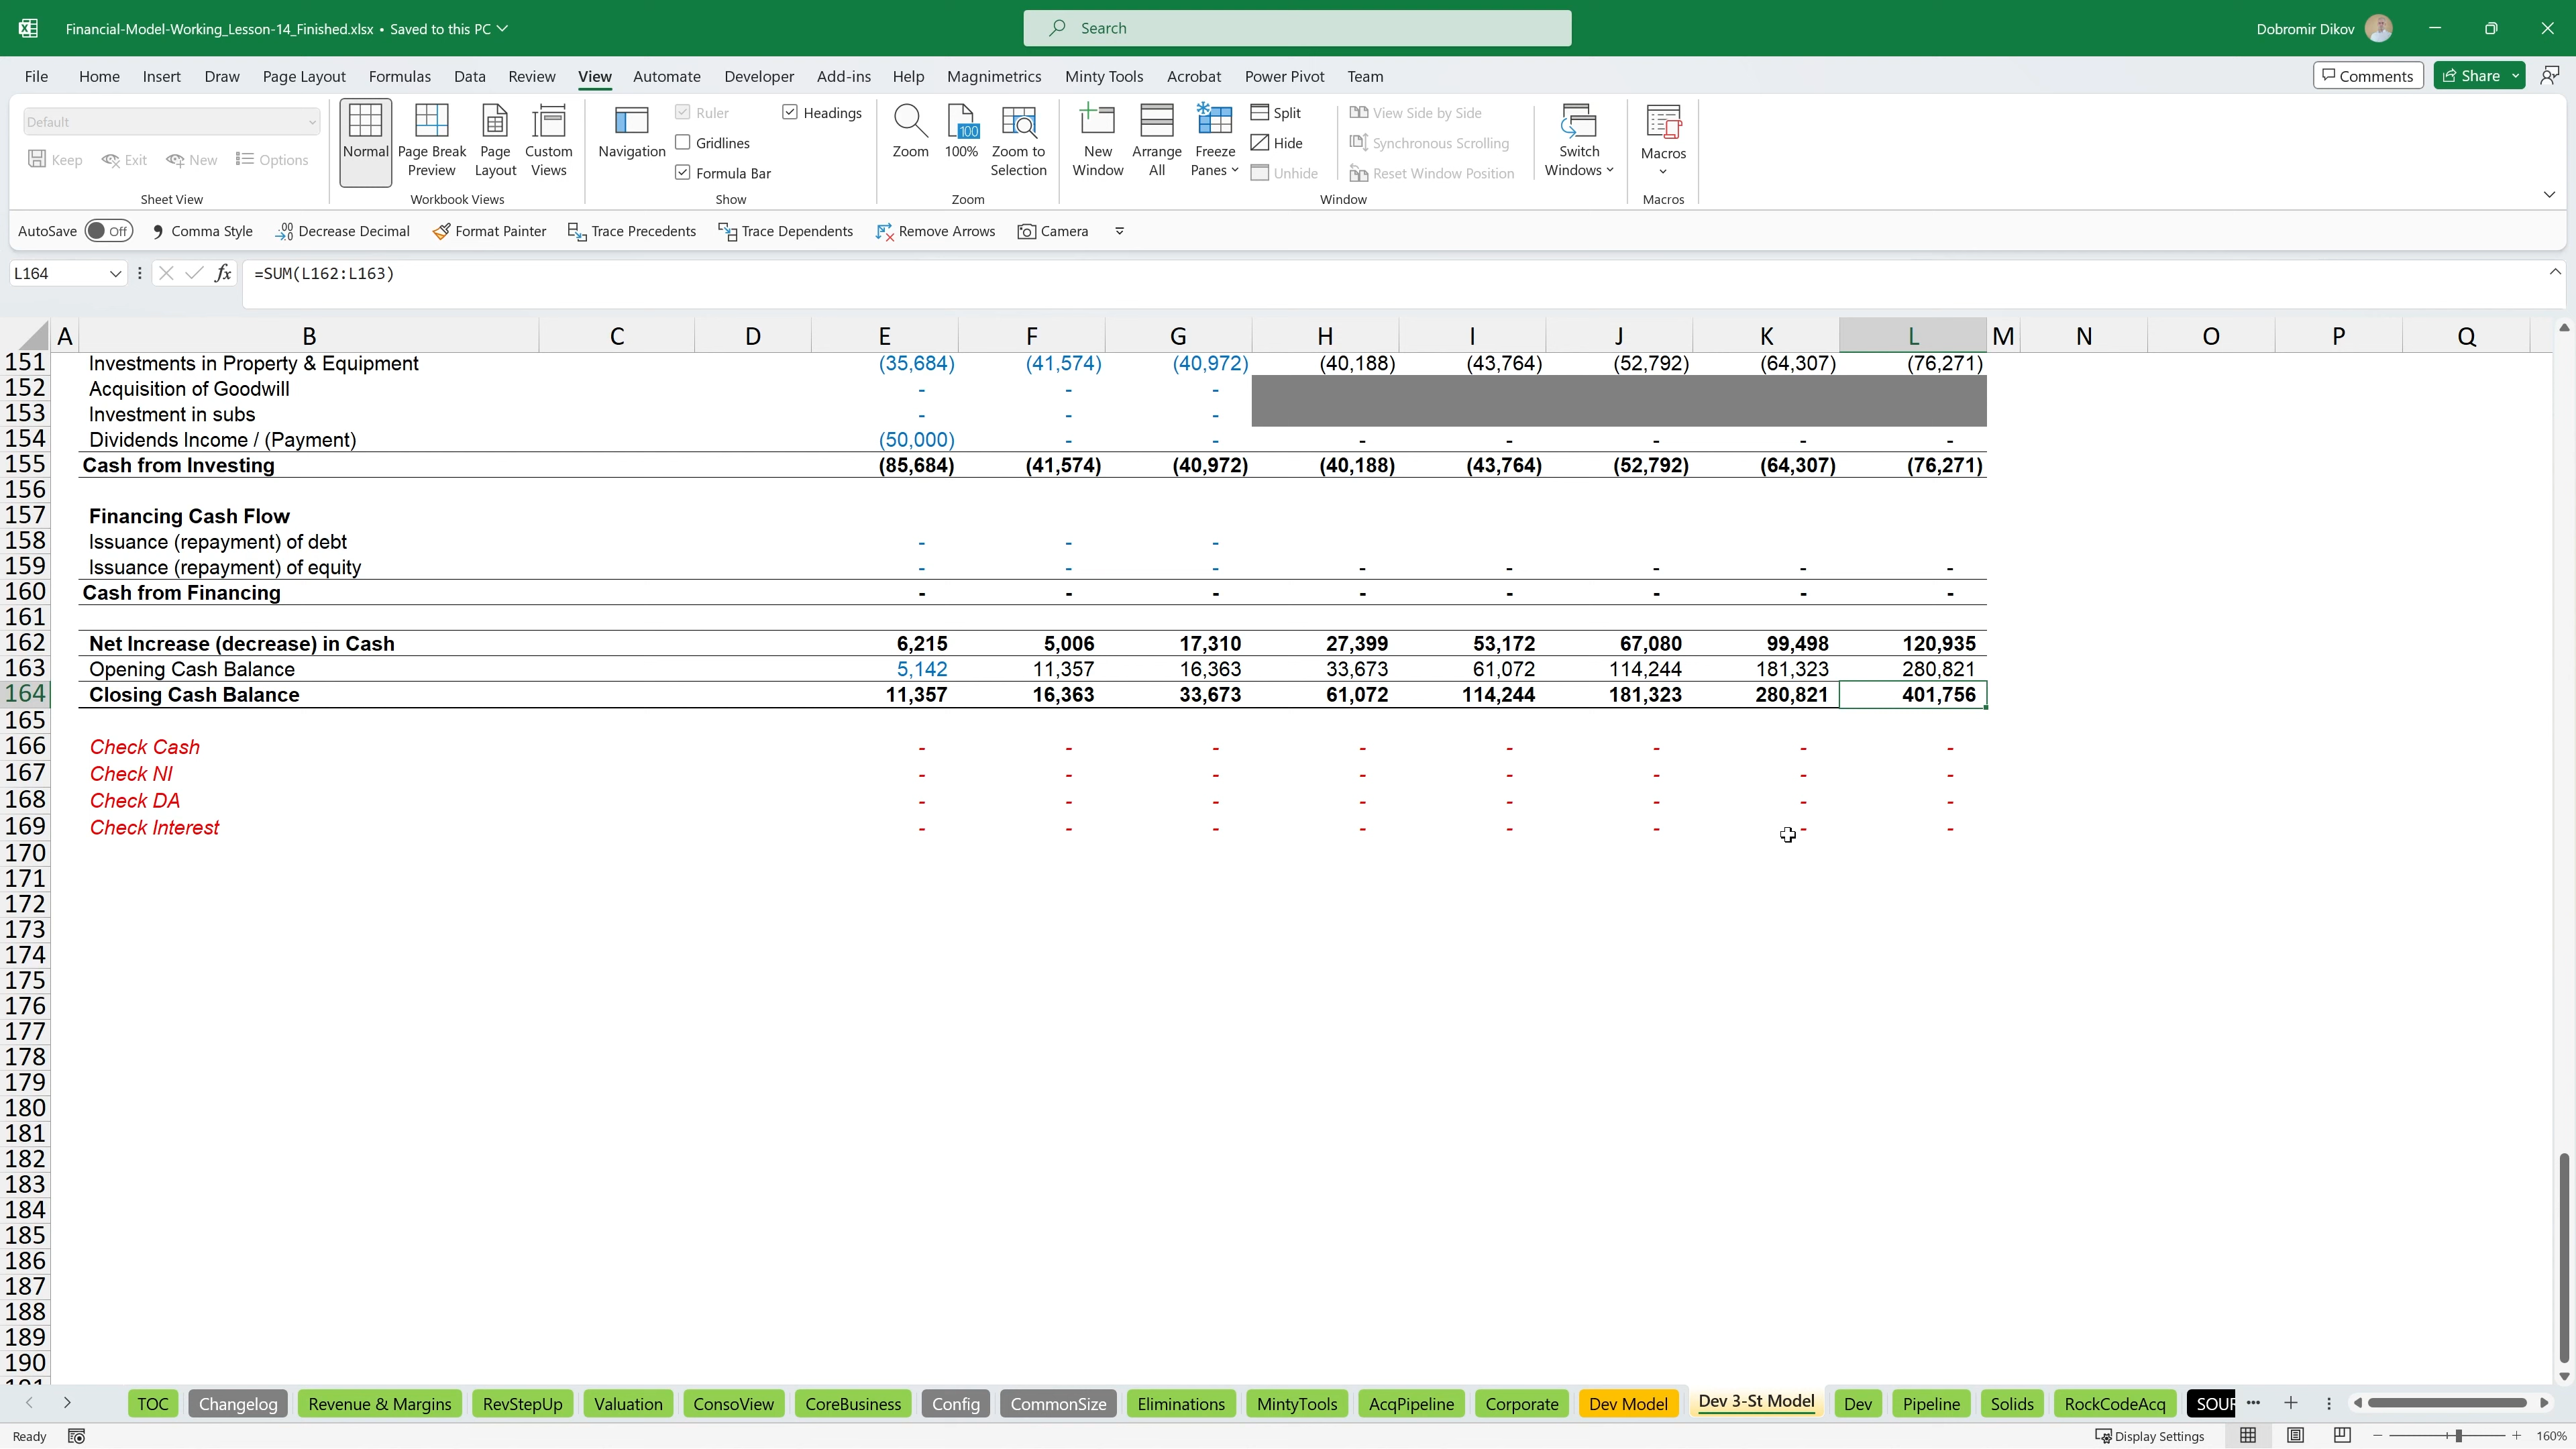 Financial-Model-Working_Lesson-14_Finished.xlsx • Saved to this PC
Search
Dobromir Dikov
File Home Insert Draw Page Layout Formulas Data Review View Automate Developer Add-ins Help Magnimetrics Minty Tools Acrobat Power Pivot Team
Comments Share
Default
Keep Exit New Options
Sheet View
Normal Page Break Preview Page Layout Custom Views
Workbook Views
Navigation Ruler Gridlines Formula Bar Headings
Show
Zoom 100% Zoom to Selection
100
Zoom
New Window Arrange All Freeze Panes Split Hide Unhide View Side by Side Synchronous Scrolling Reset Window Position Switch Windows
Window
Macros
Macros
AutoSave Off Comma Style Decrease Decimal Format Painter Trace Precedents Trace Dependents Remove Arrows Camera
L164 fx =SUM(L162:L163)
A B C D E F G H I J K L M N O P Q
151 Investments in Property & Equipment (35,684) (41,574) (40,972) (40,188) (43,764) (52,792) (64,307) (76,271)
152 Acquisition of Goodwill - - -
153 Investment in subs - - -
154 Dividends Income / (Payment) (50,000) - - - - - - -
155 Cash from Investing (85,684) (41,574) (40,972) (40,188) (43,764) (52,792) (64,307) (76,271)
156
157 Financing Cash Flow
158 Issuance (repayment) of debt - - -
159 Issuance (repayment) of equity - - - - - - - -
160 Cash from Financing - - - - - - - -
161
162 Net Increase (decrease) in Cash 6,215 5,006 17,310 27,399 53,172 67,080 99,498 120,935
163 Opening Cash Balance 5,142 11,357 16,363 33,673 61,072 114,244 181,323 280,821
164 Closing Cash Balance 11,357 16,363 33,673 61,072 114,244 181,323 280,821 401,756
165
166 Check Cash - - - - - - - -
167 Check NI - - - - - - - -
168 Check DA - - - - - - - -
169 Check Interest - - - - - - - -
170
171
172
173
174
175
176
177
178
179
180
181
182
183
184
185
186
187
188
189
190
TOC Changelog Revenue & Margins RevStepUp Valuation ConsoView CoreBusiness Config CommonSize Eliminations MintyTools AcqPipeline Corporate Dev Model Dev 3-St Model Dev Pipeline Solids RockCodeAcq SOUR
Ready Display Settings 160%